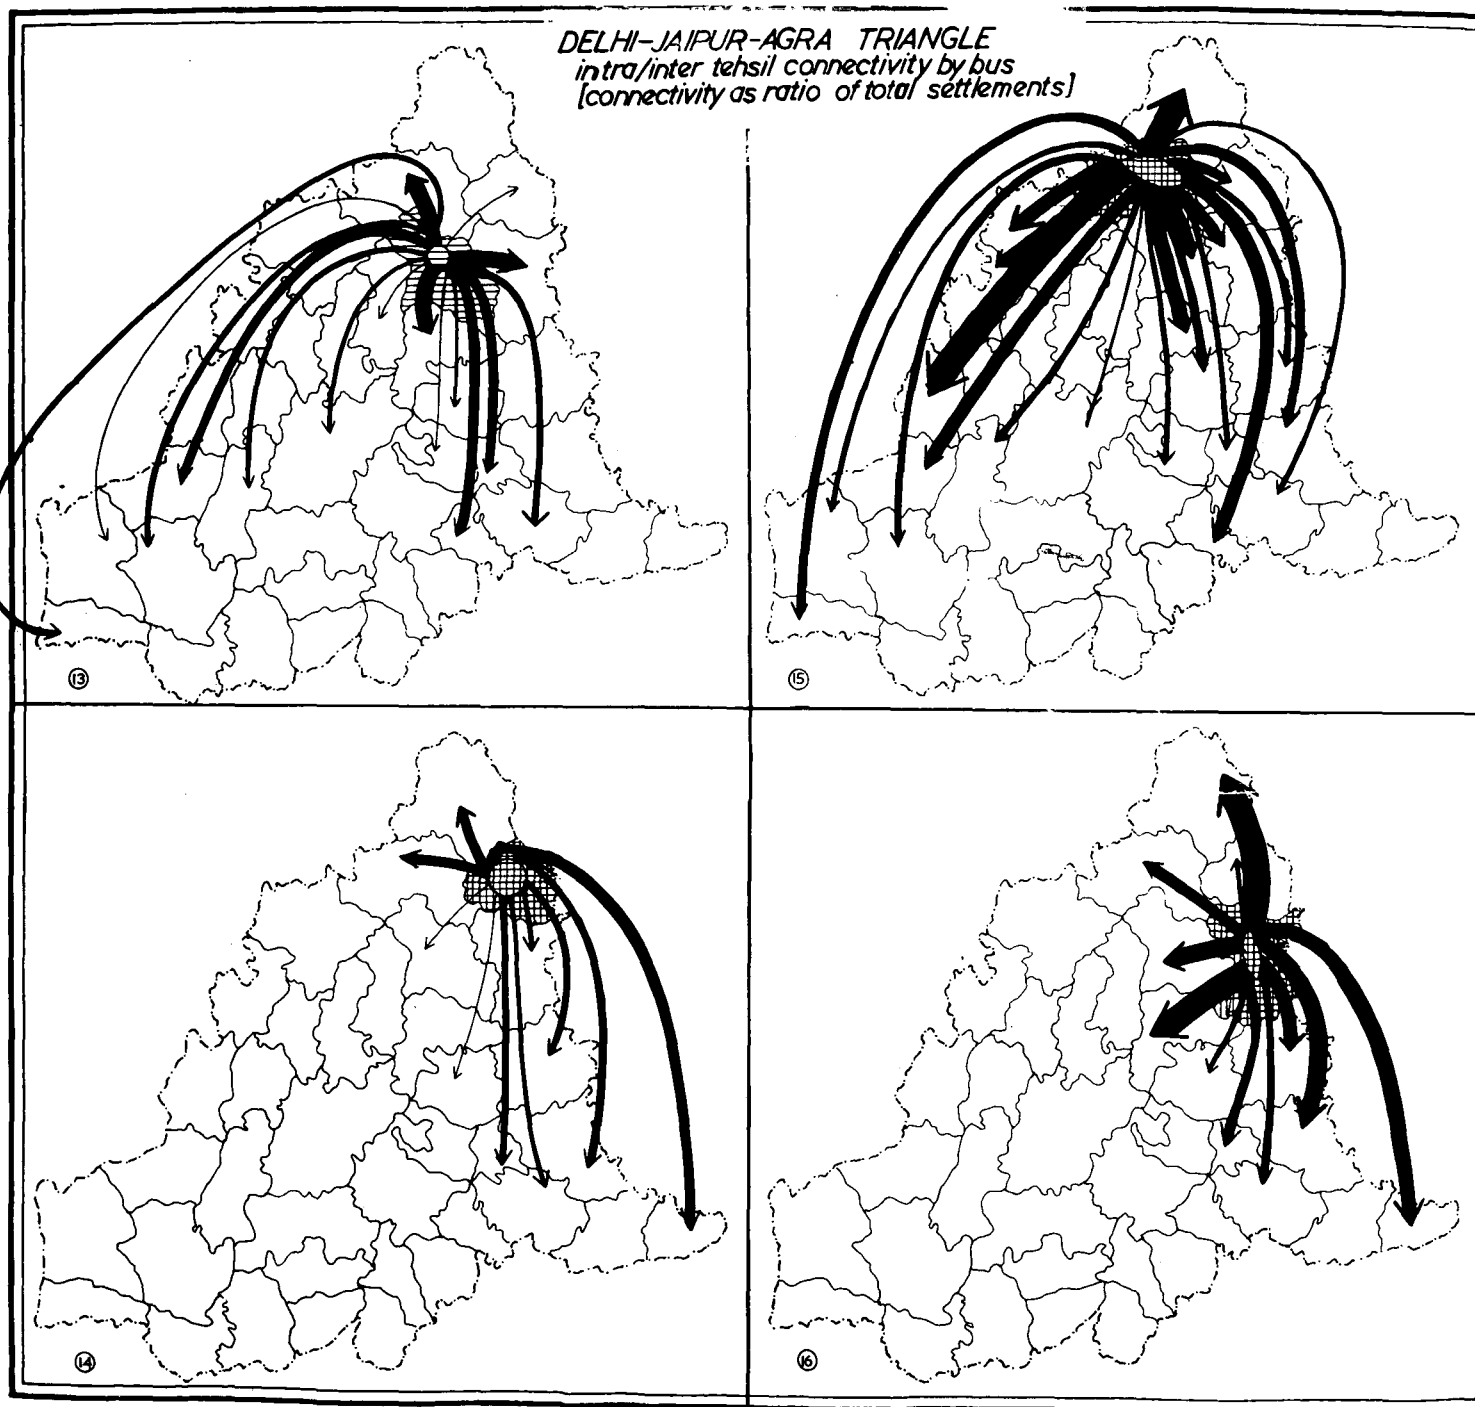 DELHI-JAIPUR-AGRA TRIANGLE
intra/inter tehsil connectivity by bus
[connectivity as ratio of total settlements]
13
15
14
16